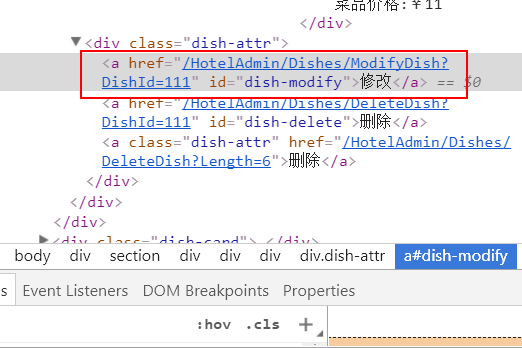 菜品价格:￥11
</div>
▼<div class="dish-attr">
<a href="/HotelAdmin/Dishes/ModifyDish?
DishId=111" id="dish-modify">修改</a> == $0
<a href="/HotelAdmin/Dishes/DeleteDish?
DishId=111" id="dish-delete">删除</a>
<a class="dish-attr" href="/HotelAdmin/Dishes/
DeleteDish?Length=6">删除</a>
</div>
</div>
</div>
▶<div class="dish-card"> </div>
body div section div div div div.dish-attr a#dish-modify
s Event Listeners DOM Breakpoints Properties
:hov .cls +